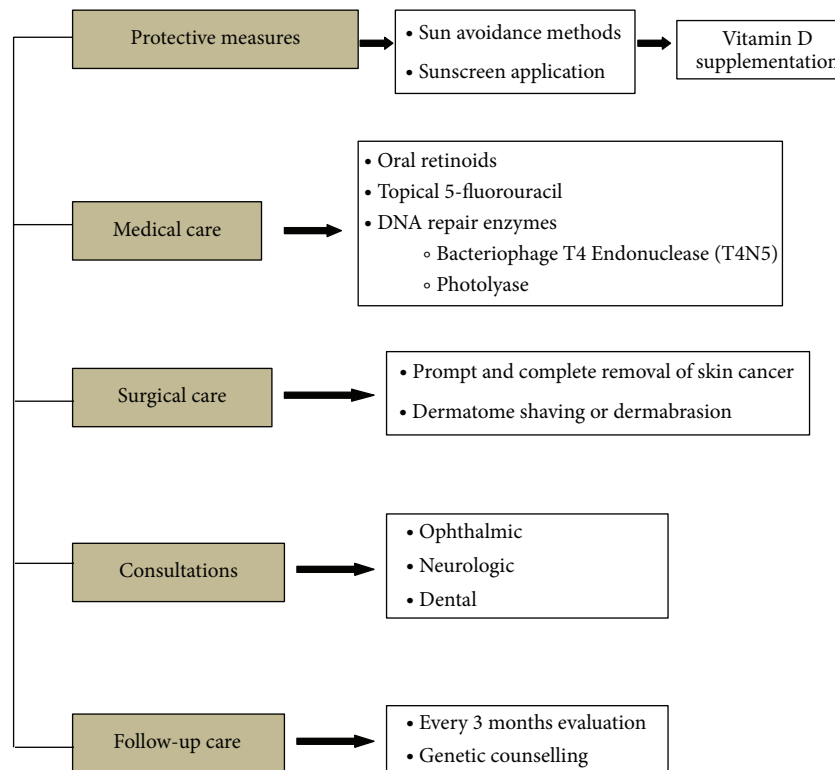 Protective measures
• Sun avoidance methods
• Sunscreen application
Vitamin D
supplementation
Medical care
• Oral retinoids
• Topical 5-fluorouracil
• DNA repair enzymes
∘ Bacteriophage T4 Endonuclease (T4N5)
∘ Photolyase
Surgical care
• Prompt and complete removal of skin cancer
• Dermatome shaving or dermabrasion
Consultations
• Ophthalmic
• Neurologic
• Dental
Follow-up care
• Every 3 months evaluation
• Genetic counselling